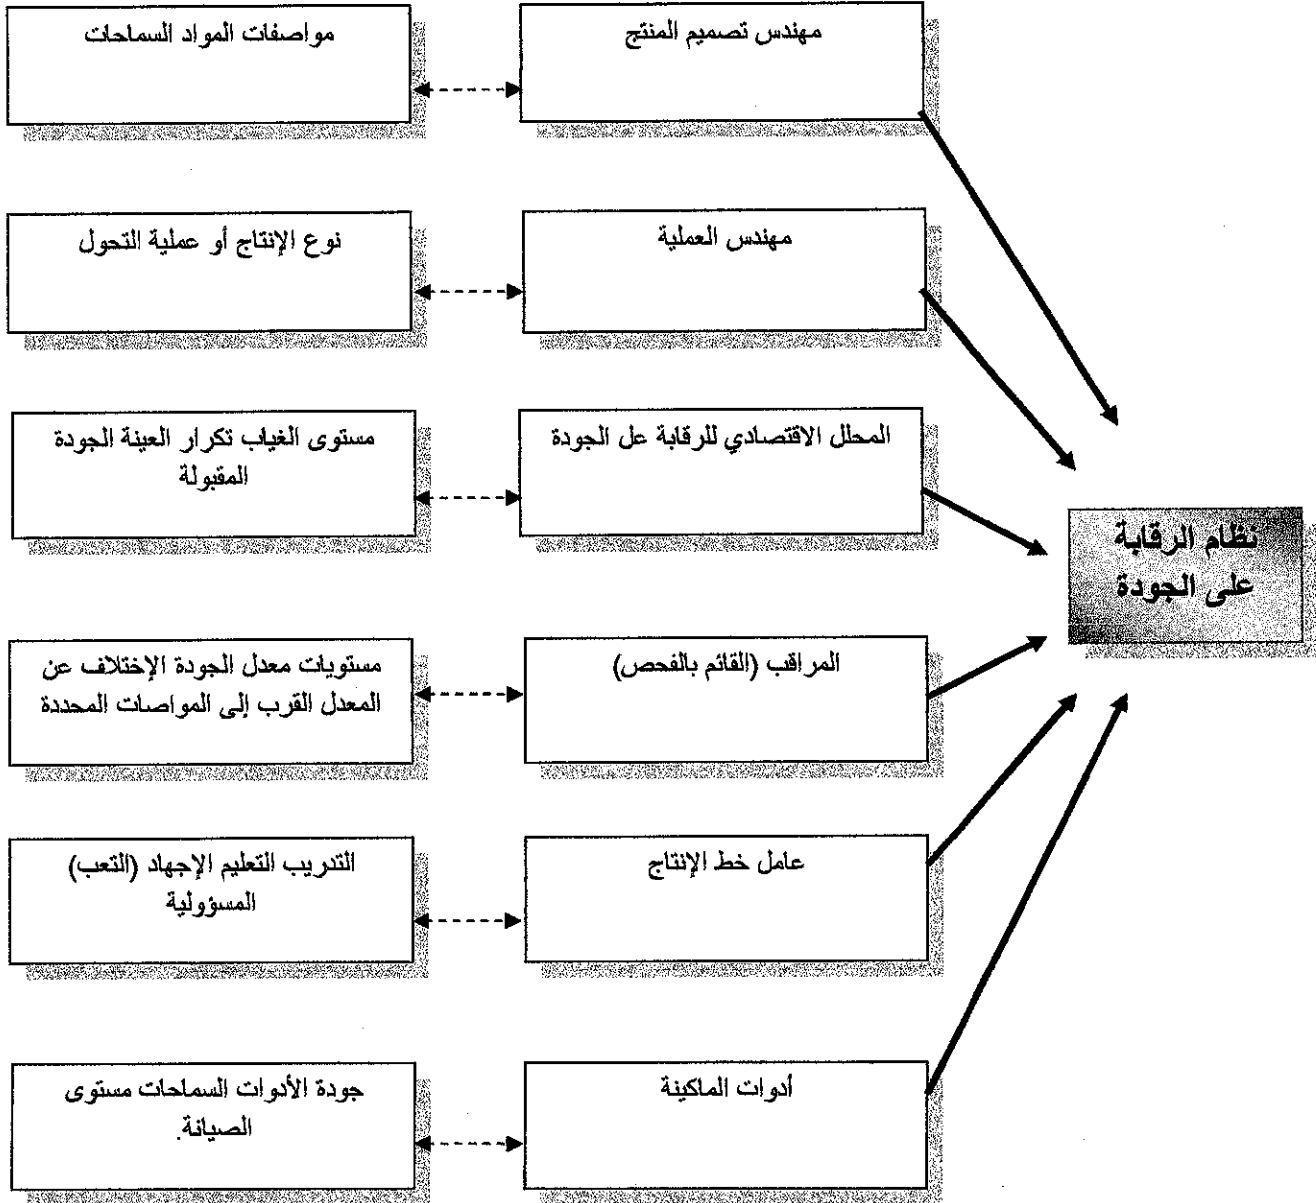 مهندس تصميم المنتج
مواصفات المواد السماحات
مهندس العملية
نوع الإنتاج أو عملية التحول
المحلل الاقتصادي للرقابة عل الجودة
مستوى الغياب تكرار العينة الجودة
المقبولة
نظام الرقابة
على الجودة
المراقب (القائم بالفحص)
مستويات معدل الجودة الإختلاف عن
المعدل القرب إلى المواصات المحددة
عامل خط الإنتاج
التدريب التعليم الإجهاد (التعب)
المسؤولية
أدوات الماكينة
جودة الأدوات السماحات مستوى
الصيانة.